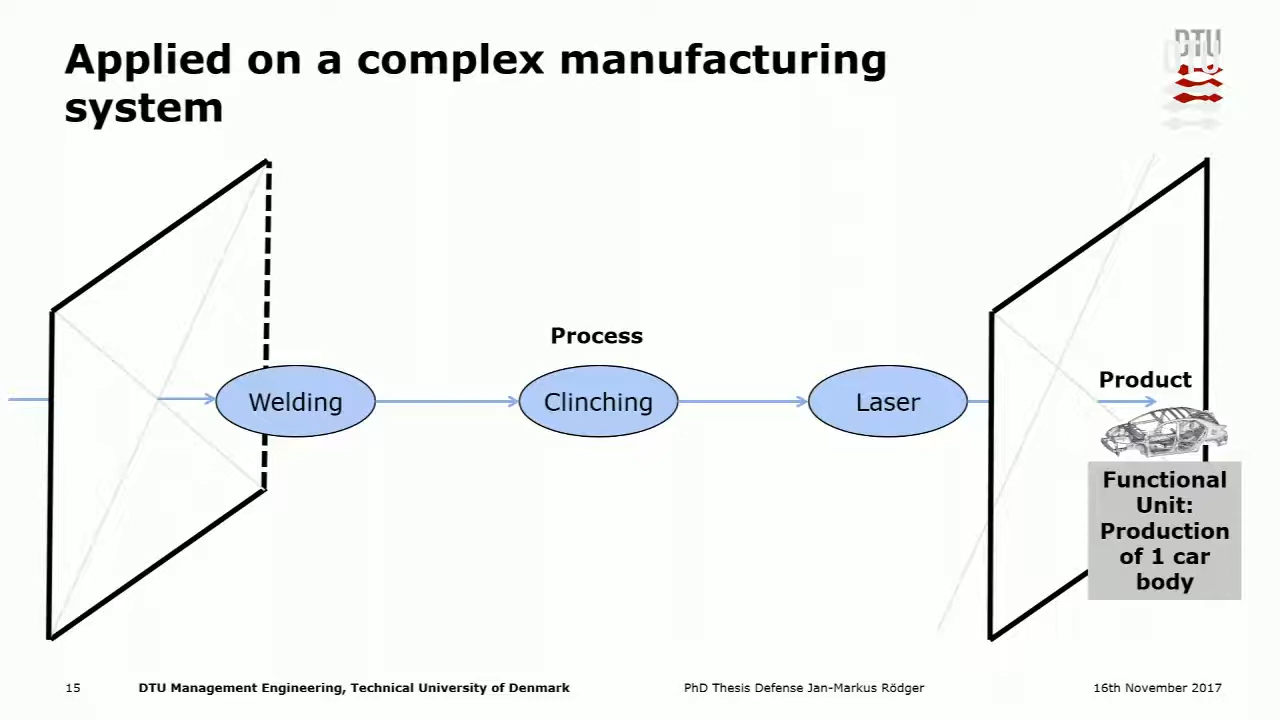 Applied on a complex manufacturing
system
DTU
Process
Welding
Clinching
Laser
Product
Functional
Unit:
Production
of 1 car
body
15
DTU Management Engineering, Technical University of Denmark
PhD Thesis Defense Jan-Markus Rödger
16th November 2017